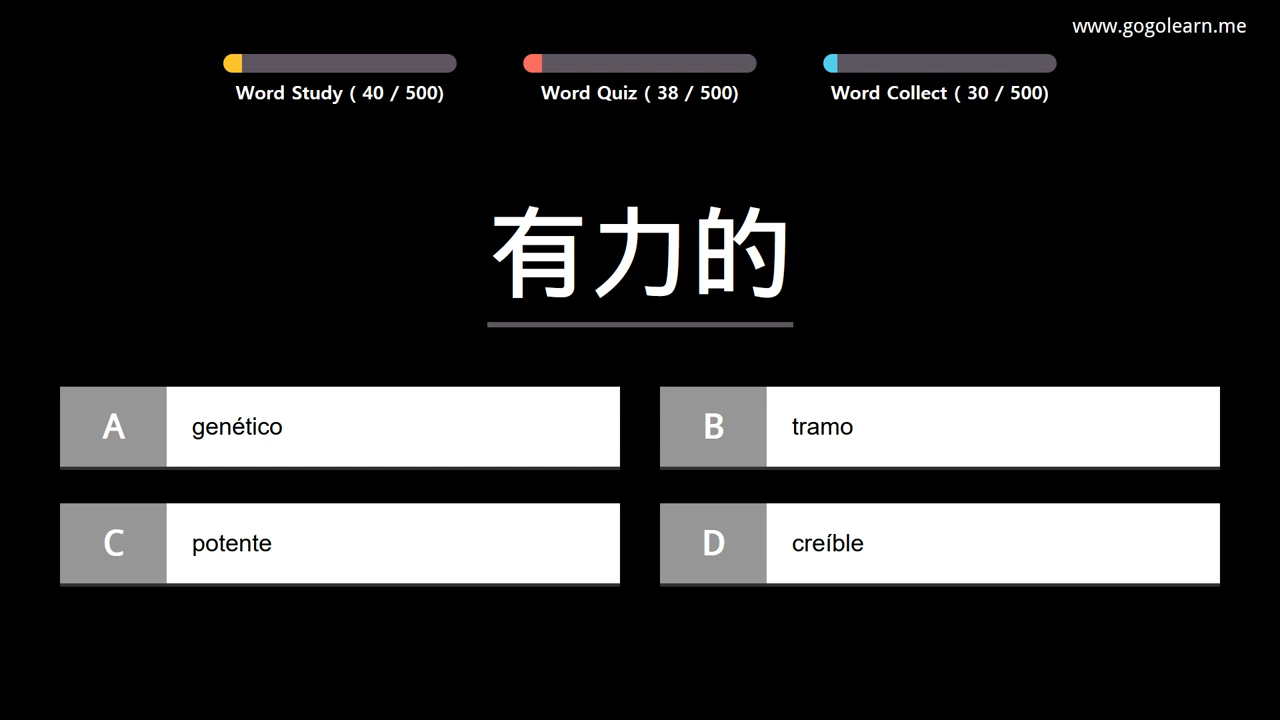 www.gogolearn.me
Word Study ( 40 / 500)
Word Quiz ( 38 / 500)
Word Collect ( 30 / 500)
有力的
A genético
B tramo
C potente
D creíble